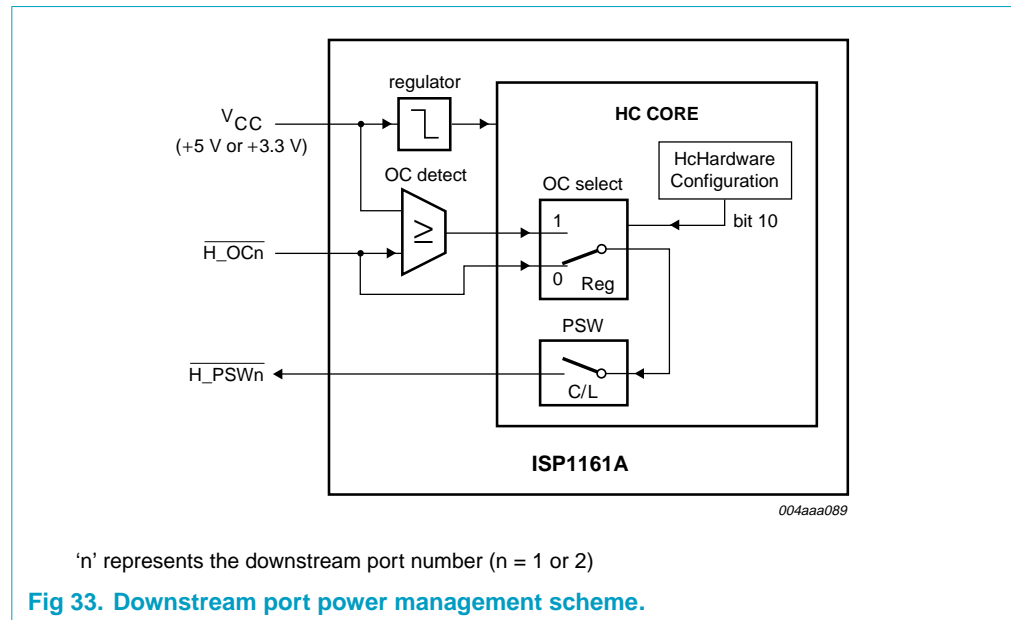 regulator
HC CORE
VCC
(+5 V or +3.3 V)
HcHardware
Configuration
OC detect
OC select
1
bit 10
≥
H_OCn
0
Reg
PSW
H_PSWn
C/L
ISP1161A
004aaa089
‘n’ represents the downstream port number (n = 1 or 2)
Fig 33. Downstream port power management scheme.